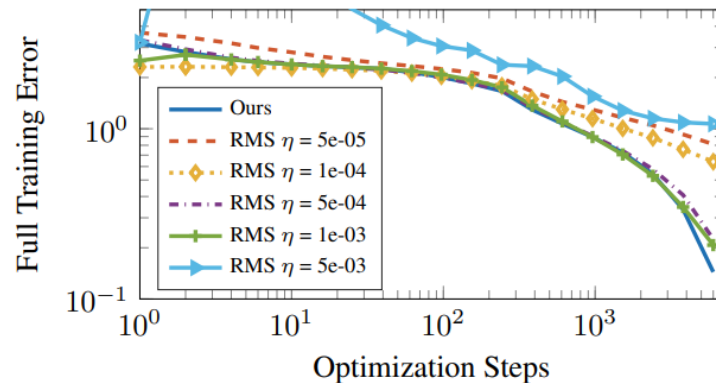 Full Training Error
10^0
10^-1
Ours
RMS η = 5e-05
RMS η = 1e-04
RMS η = 5e-04
RMS η = 1e-03
RMS η = 5e-03
10^0 10^1 10^2 10^3
Optimization Steps